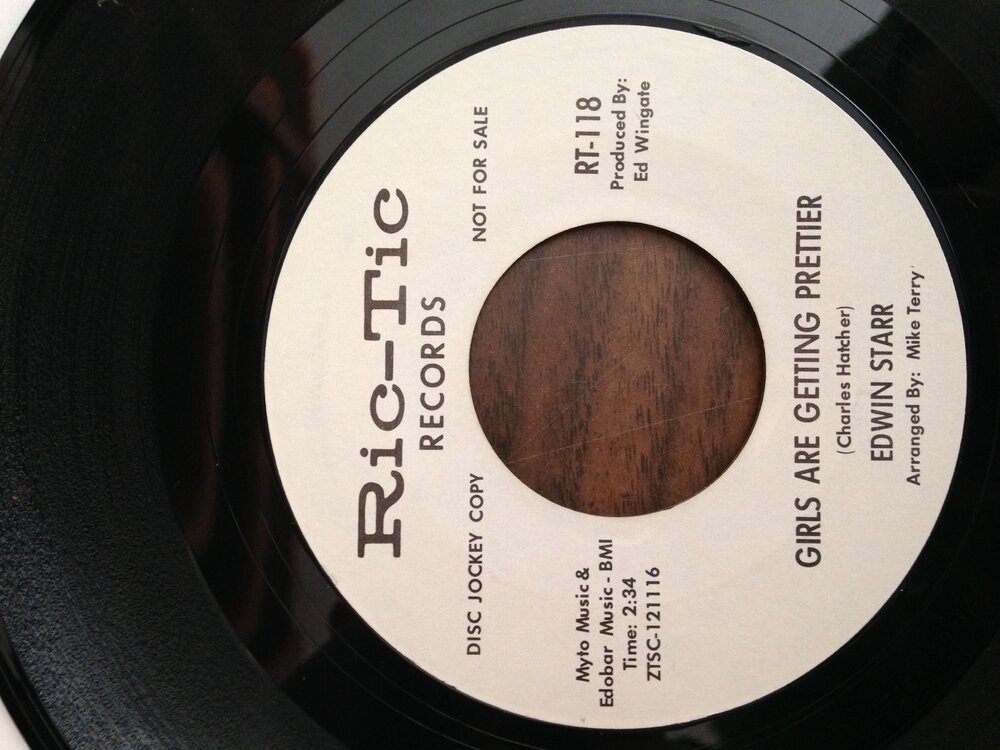 Ric-Tic
RECORDS
DISC JOCKEY COPY
NOT FOR SALE
Myto Music &
Edobar Music - BMI
Time: 2:34
ZTSC-121116
RT-118
Produced By:
Ed Wingate
GIRLS ARE GETTING PRETTIER
(Charles Hatcher)
EDWIN STARR
Arranged By: Mike Terry